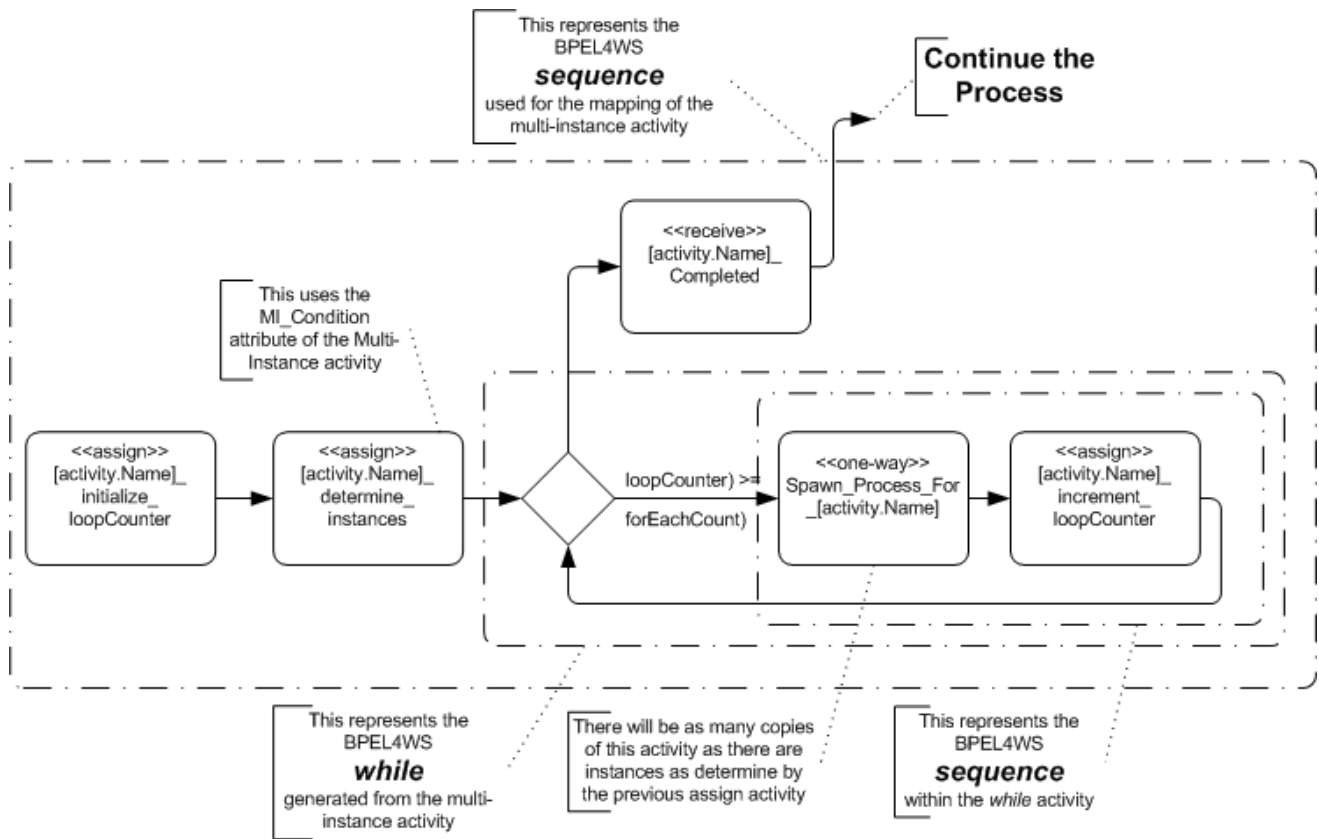 This represents the
BPEL4WS
sequence
used for the mapping of the
multi-instance activity
Continue the
Process
<<receive>>
[activity.Name]_
Completed
This uses the
MI_Condition
attribute of the Multi-
Instance activity
<<assign>>
[activity.Name]_
initialize_
loopCounter
<<assign>>
[activity.Name]_
determine_
instances
loopCounter) >=
forEachCount)
<<one-way>>
Spawn_Process_For
_[activity.Name]
<<assign>>
[activity.Name]_
increment_
loopCounter
This represents the
BPEL4WS
while
generated from the multi-
instance activity
There will be as many copies
of this activity as there are
instances as determine by
the previous assign activity
This represents the
BPEL4WS
sequence
within the while activity